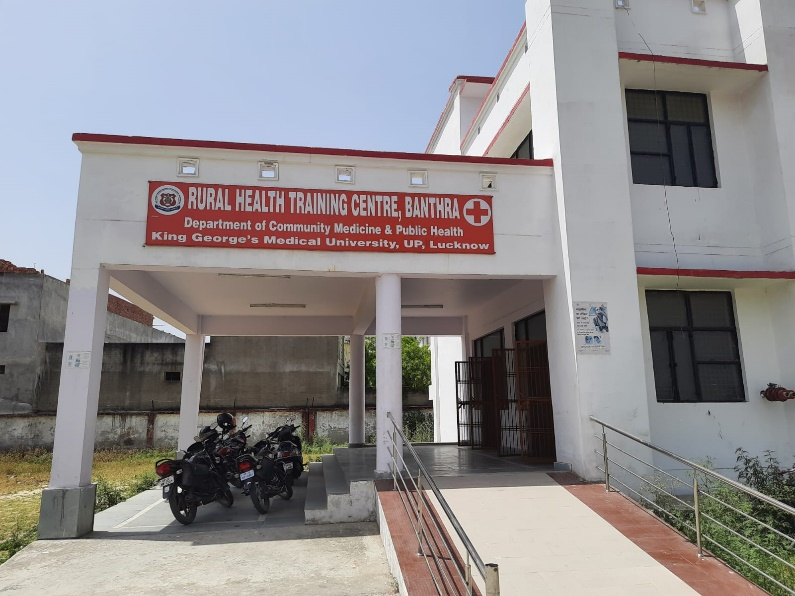 RURAL HEALTH TRAINING CENTRE, BANTHRA
Department of Community Medicine & Public Health
King George's Medical University, UP, Lucknow